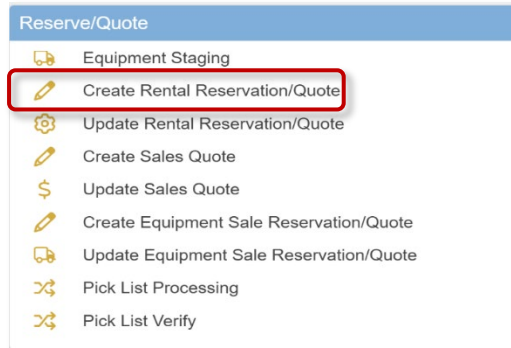 Reserve/Quote
Equipment Staging
Create Rental Reservation/Quote
Update Rental Reservation/Quote
Create Sales Quote
Update Sales Quote
Create Equipment Sale Reservation/Quote
Update Equipment Sale Reservation/Quote
Pick List Processing
Pick List Verify